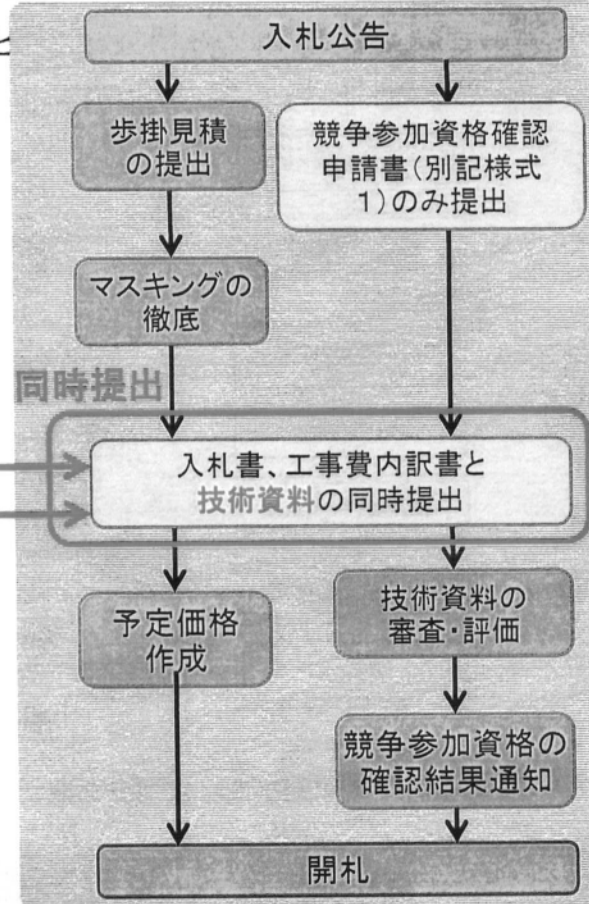 入札公告
歩掛見積
の提出
競争参加資格確認
申請書(別記様式
1)のみ提出
マスキングの
徹底
同時提出
入札書、工事費内訳書と
技術資料の同時提出
予定価格
作成
技術資料の
審査・評価
競争参加資格の
確認結果通知
開札